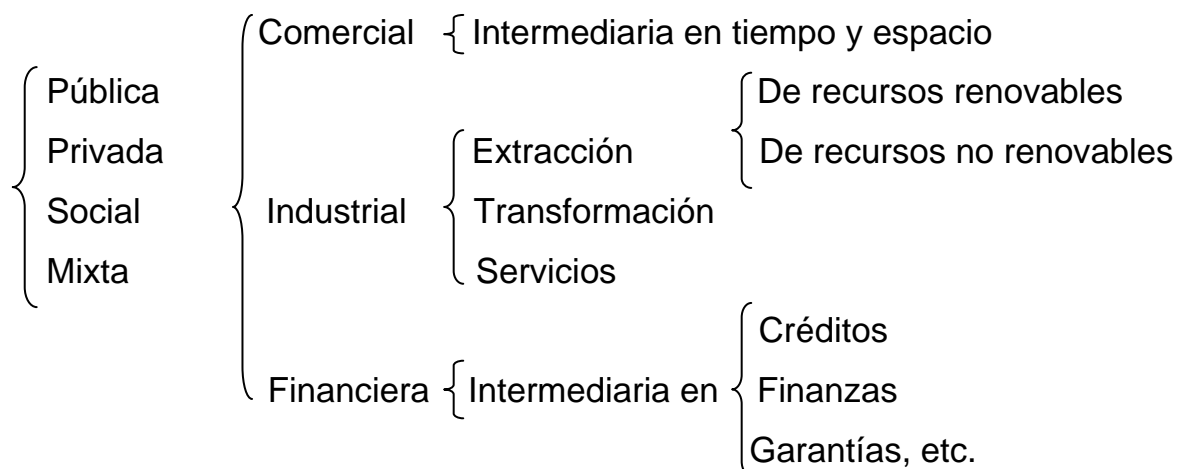 Comercial Intermediaria en tiempo y espacio
Pública
Privada
Social
Mixta
Industrial
Extracción
Transformación
Servicios
De recursos renovables
De recursos no renovables
Financiera Intermediaria en
Créditos
Finanzas
Garantías, etc.